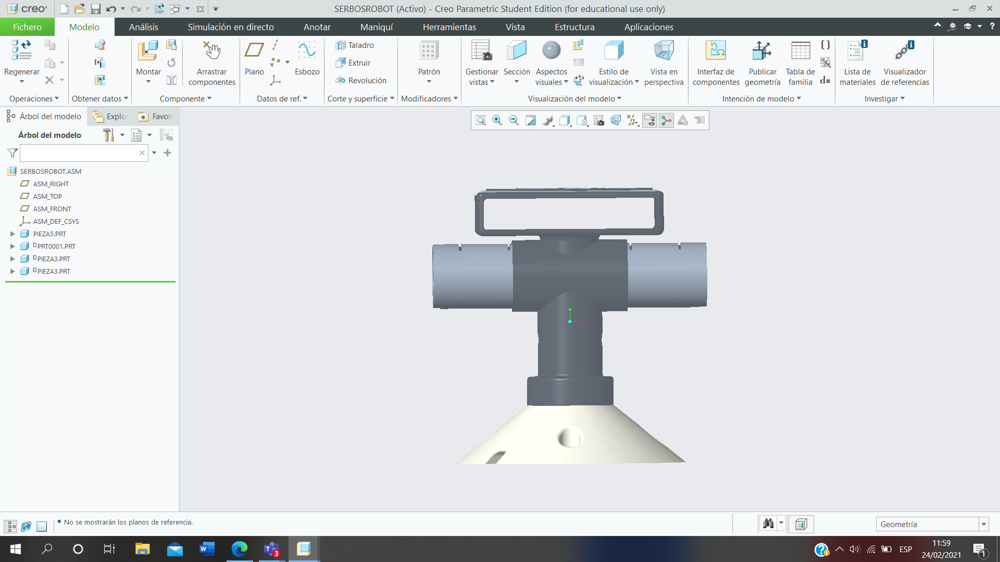 creo
SERBOSROBOT (Activo) - Creo Parametric Student Edition (for educational use only)
Fichero Modelo Análisis Simulación en directo Anotar Maniquí Herramientas Vista Estructura Aplicaciones
Regenerar
Operaciones
Obtener datos
Montar
Arrastrar
componentes
Componente
Plano
Esbozo
Datos de ref.
Taladro
Extruir
Revolución
Corte y superficie
Patrón
Modificadores
Gestionar
vistas
Sección
Aspectos
visuales
Estilo de
visualización
Vista en
perspectiva
Visualización del modelo
Interfaz de
componentes
Publicar
geometría
Tabla de
familia
d=
Intención de modelo
Lista de
materiales
Visualizador
de referencias
Investigar
Árbol del modelo Explo Favori
Árbol del modelo
SERBOSROBOT.ASM
ASM_RIGHT
ASM_TOP
ASM_FRONT
ASM_DEF_CSYS
PIEZA5.PRT
PRT0001.PRT
PIEZA3.PRT
PIEZA3.PRT
No se mostrarán los planos de referencia.
Geometría
3
ESP
11:59
24/02/2021
1